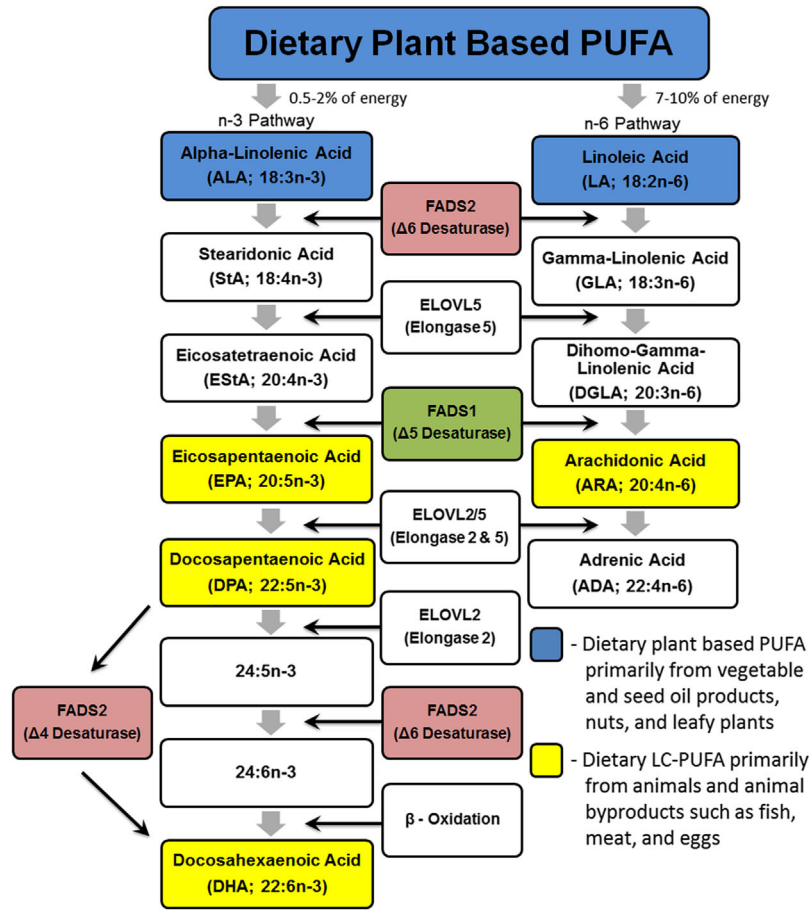 Dietary Plant Based PUFA
0.5-2% of energy
7-10% of energy
n-3 Pathway
n-6 Pathway
Alpha-Linolenic Acid
(ALA; 18:3n-3)
Linoleic Acid
(LA; 18:2n-6)
FADS2
(Δ6 Desaturase)
Stearidonic Acid
(StA; 18:4n-3)
Gamma-Linolenic Acid
(GLA; 18:3n-6)
ELOVL5
(Elongase 5)
Eicosatetraenoic Acid
(EStA; 20:4n-3)
Dihomo-Gamma-
Linolenic Acid
(DGLA; 20:3n-6)
FADS1
(Δ5 Desaturase)
Eicosapentaenoic Acid
(EPA; 20:5n-3)
Arachidonic Acid
(ARA; 20:4n-6)
ELOVL2/5
(Elongase 2 & 5)
Docosapentaenoic Acid
(DPA; 22:5n-3)
Adrenic Acid
(ADA; 22:4n-6)
ELOVL2
(Elongase 2)
24:5n-3
FADS2
(Δ4 Desaturase)
FADS2
(Δ6 Desaturase)
24:6n-3
β - Oxidation
Docosahexaenoic Acid
(DHA; 22:6n-3)
- Dietary plant based PUFA
primarily from vegetable
and seed oil products,
nuts, and leafy plants
- Dietary LC-PUFA primarily
from animals and animal
byproducts such as fish,
meat, and eggs